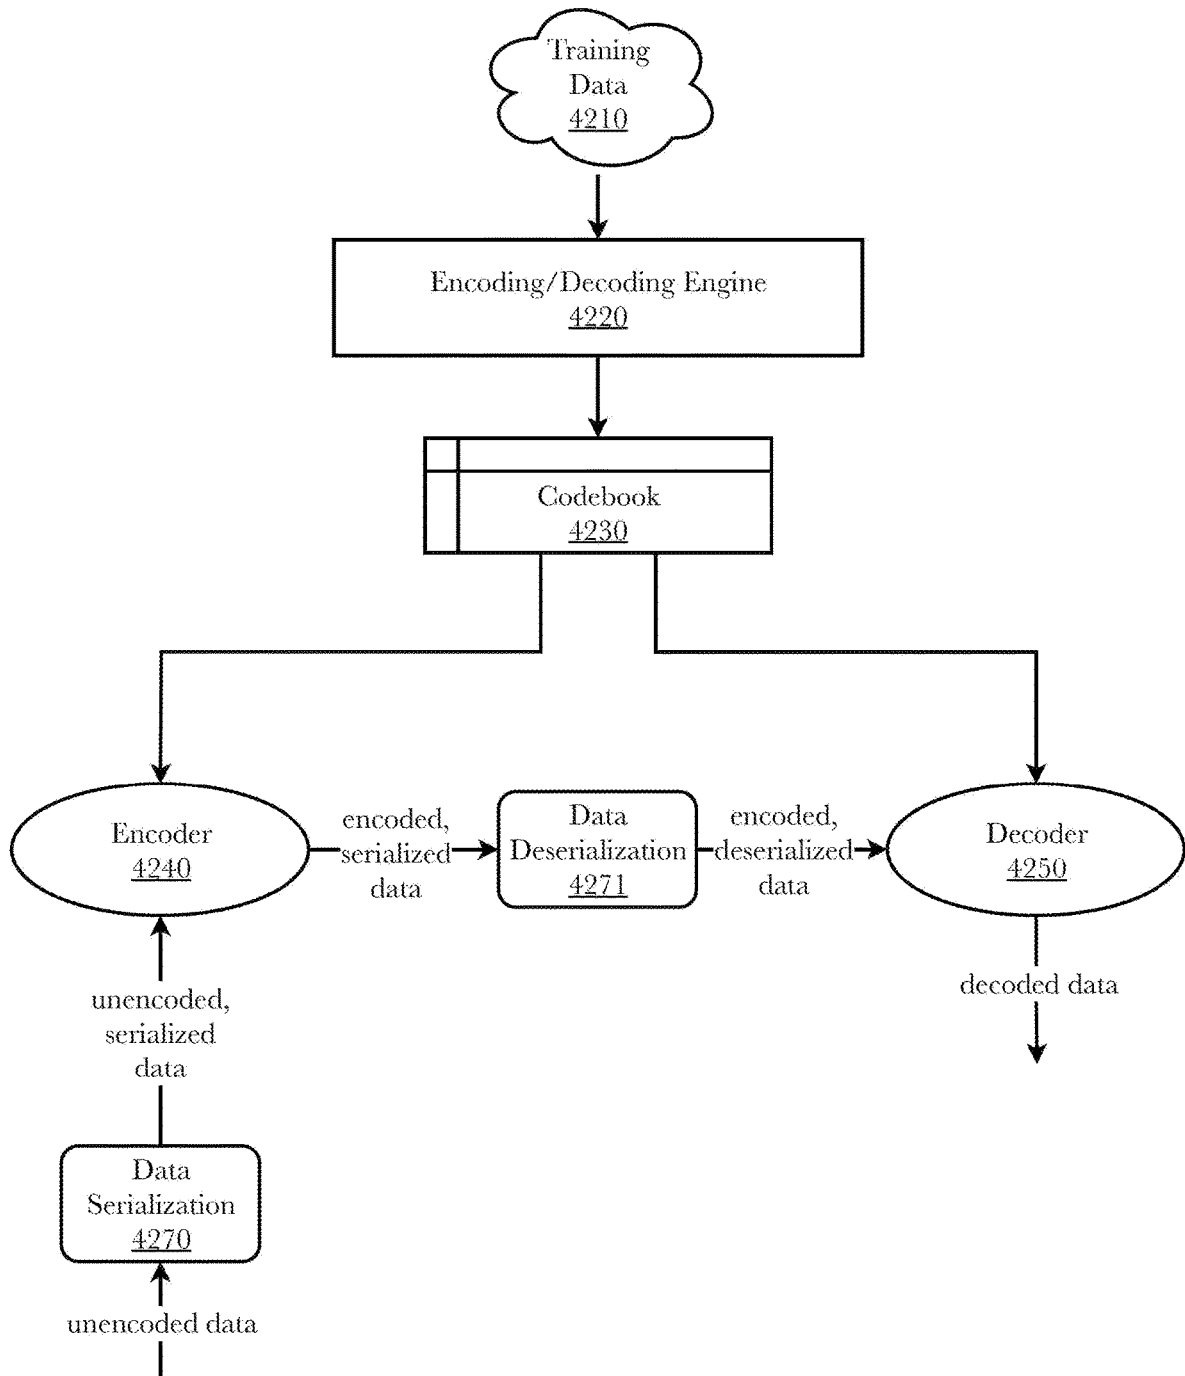 Training
Data
4210
Encoding/Decoding Engine
4220
Codebook
4230
Encoder
4240
encoded,
serialized
data
Data
Deserialization
4271
encoded,
deserialized
data
Decoder
4250
unencoded,
serialized
data
decoded data
Data
Serialization
4270
unencoded data